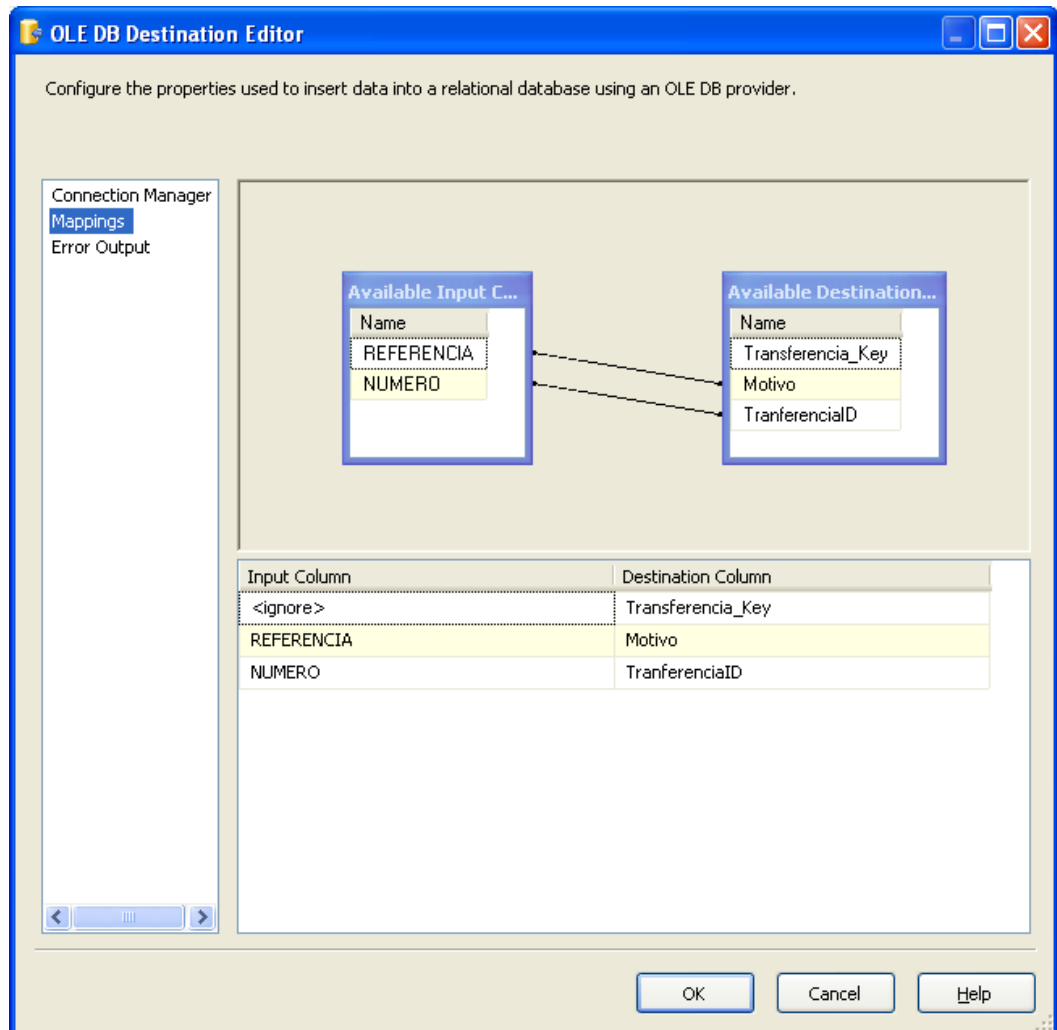 OLE DB Destination Editor
Configure the properties used to insert data into a relational database using an OLE DB provider.
Connection Manager
Mappings
Error Output
Available Input C...
Name
REFERENCIA
NUMERO
Available Destination...
Name
Transferencia_Key
Motivo
TranferenciaID
Input Column Destination Column
<ignore> Transferencia_Key
REFERENCIA Motivo
NUMERO TranferenciaID
OK Cancel Help